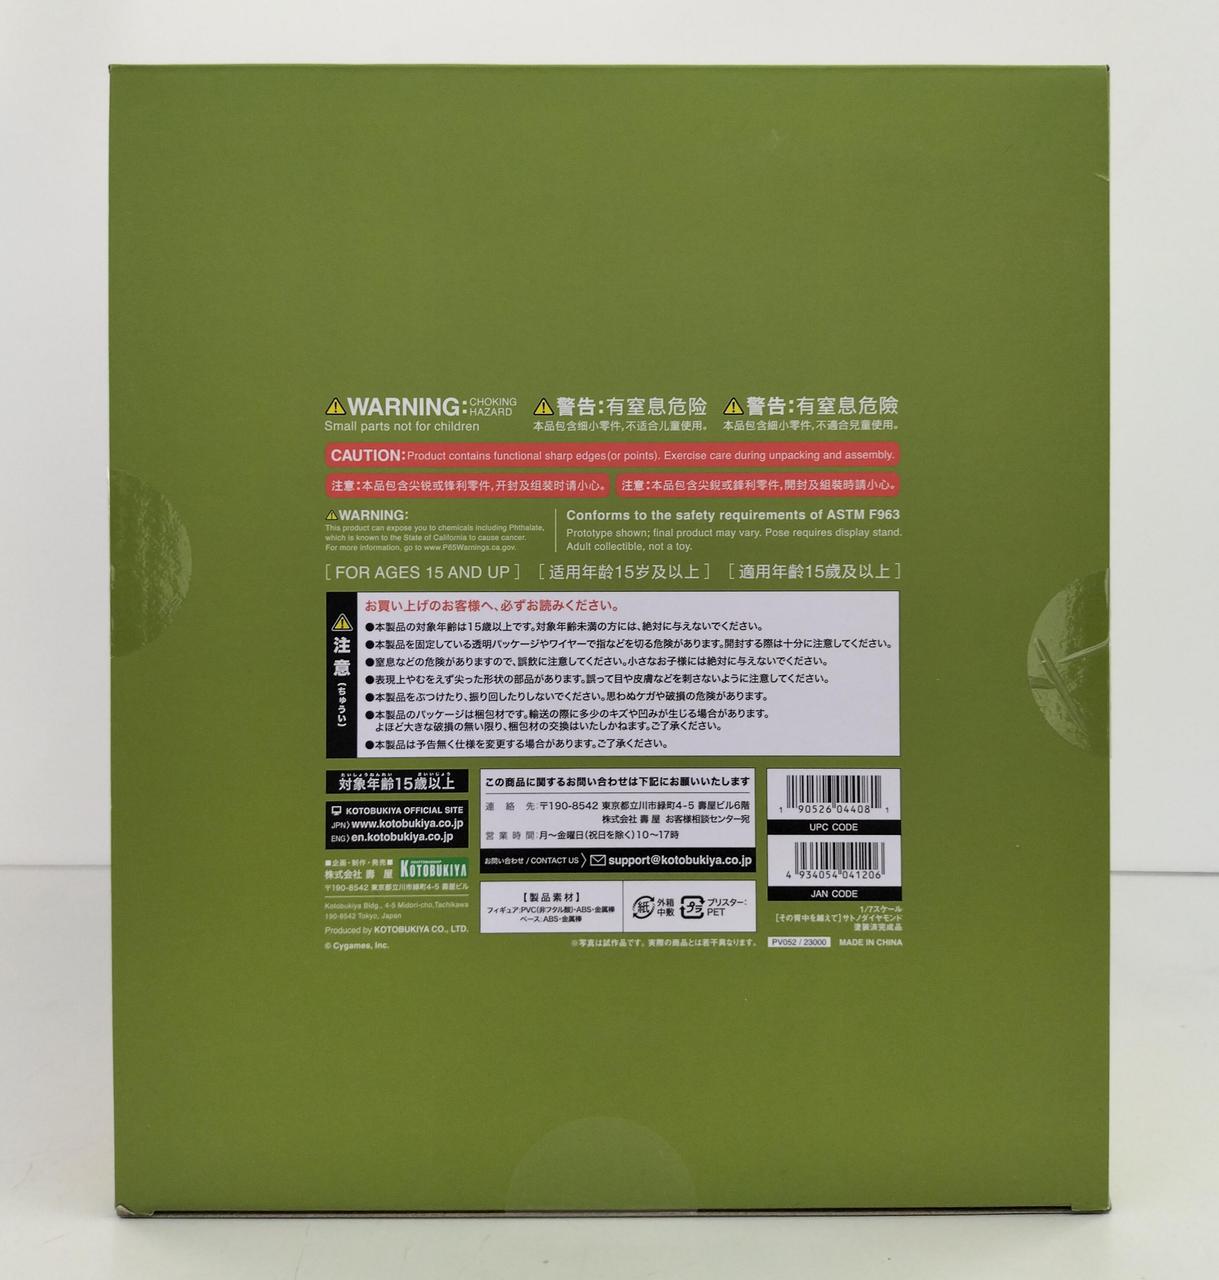 ⚠WARNING: CHOKING HAZARD
Small parts not for children
⚠警告:有窒息危险
本品包含细小零件,不适合儿童使用。
⚠警告:有窒息危險
本品包含細小零件,不適合兒童使用。
CAUTION:Product contains functional sharp edges(or points). Exercise care during unpacking and assembly.
注意:本品包含尖锐或锋利零件,开封及组装时请小心。
注意:本品包含尖銳或鋒利零件,開封及組裝時請小心。
⚠WARNING:
This product can expose you to chemicals including Phthalate,
which is known to the State of California to cause cancer.
For more information, go to www.P65Warnings.ca.gov.
Conforms to the safety requirements of ASTM F963
Prototype shown; final product may vary. Pose requires display stand.
Adult collectible, not a toy.
[ FOR AGES 15 AND UP ] [ 适用年龄15岁及以上 ] [ 適用年齡15歲及以上 ]
⚠注意(ちゅうい)
お買い上げのお客様へ、必ずお読みください。
●本製品の対象年齢は15歳以上です。対象年齢未満の方には、絶対に与えないでください。
●本製品を固定している透明パッケージやワイヤーで指などを切る危険があります。開封する際は十分に注意してください。
●窒息などの危険がありますので、誤飲に注意してください。小さなお子様には絶対に与えないでください。
●表現上やむをえず尖った形状の部品があります。誤って目や皮膚などを刺さないように注意してください。
●本製品をぶつけたり、振り回したりしないでください。思わぬケガや破損の危険があります。
●本製品のパッケージは梱包材です。輸送の際に多少のキズや凹みが生じる場合があります。
よほど大きな破損の無い限り、梱包材の交換はいたしかねます。ご了承ください。
●本製品は予告無く仕様を変更する場合があります。ご了承ください。
たいしょうねんれい さいいじょう
対象年齢15歳以上
KOTOBUKIYA OFFICIAL SITE
JPN〉www.kotobukiya.co.jp
ENG〉en.kotobukiya.co.jp
■企画・制作・発売■
株式会社 壽 屋
KOTOBUKIYA
〒190-8542 東京都立川市緑町4-5 壽屋ビル
Kotobukiya Bldg., 4-5 Midori-cho,Tachikawa
190-8542 Tokyo, Japan
Produced by KOTOBUKIYA CO., LTD.
© Cygames, Inc.
この商品に関するお問い合わせは下記にお願いいたします
連絡先:〒190-8542 東京都立川市緑町4-5 壽屋ビル6階
株式会社 壽 屋 お客様相談センター宛
営業時間:月〜金曜日(祝日を除く)10〜17時
お問い合わせ / CONTACT US 〉 support@kotobukiya.co.jp
【製品素材】
フィギュア:PVC(非フタル酸)・ABS・金属棒
ベース:ABS・金属棒
紙 外箱
中敷
プリスター:
PET
※写真は試作品です。実際の商品とは若干異なります。
1 90526 04408 1
UPC CODE
4 934054 041206
JAN CODE
1/7スケール
[その背中を越えて]サトノダイヤモンド
塗装済完成品
PV052 / 23000 MADE IN CHINA